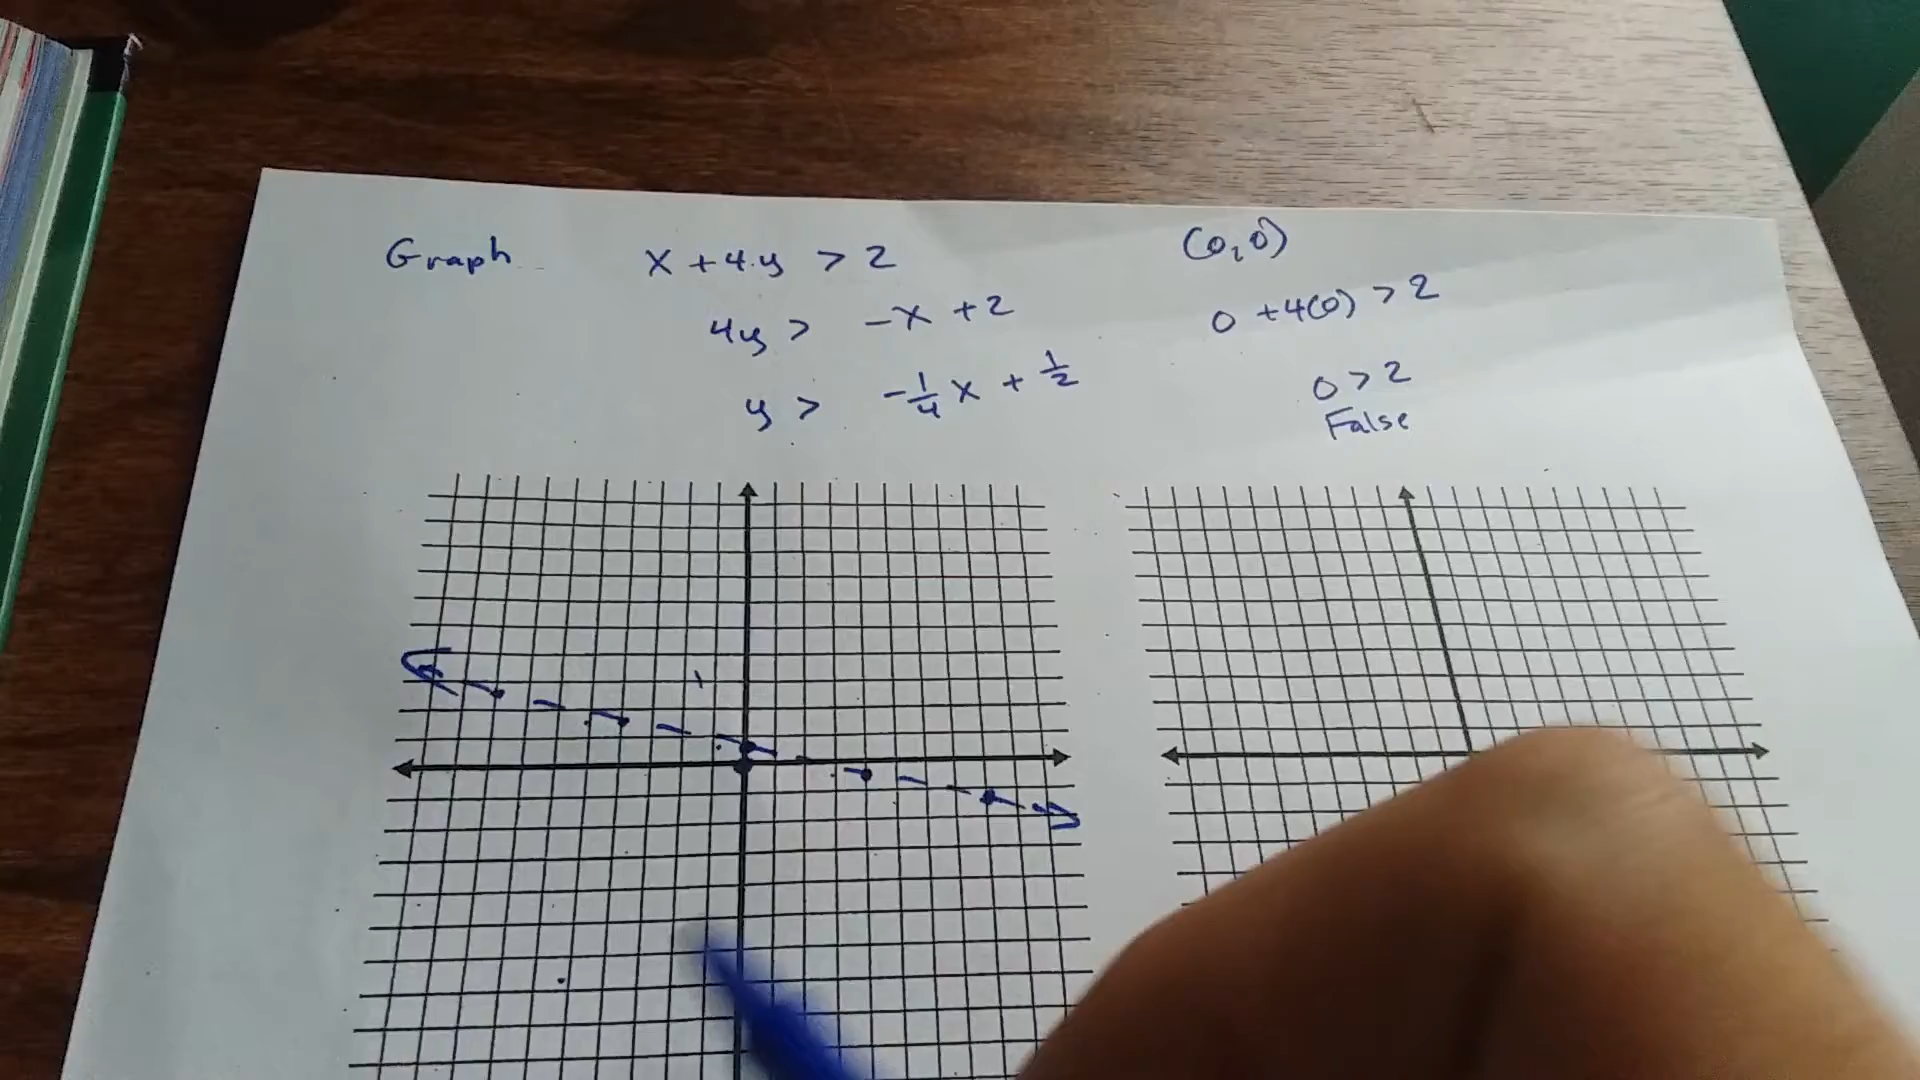 Graph x + 4y > 2
4y > -x + 2
y > -1/4 x + 1/2
(0,0)
0 + 4(0) > 2
0 > 2
False